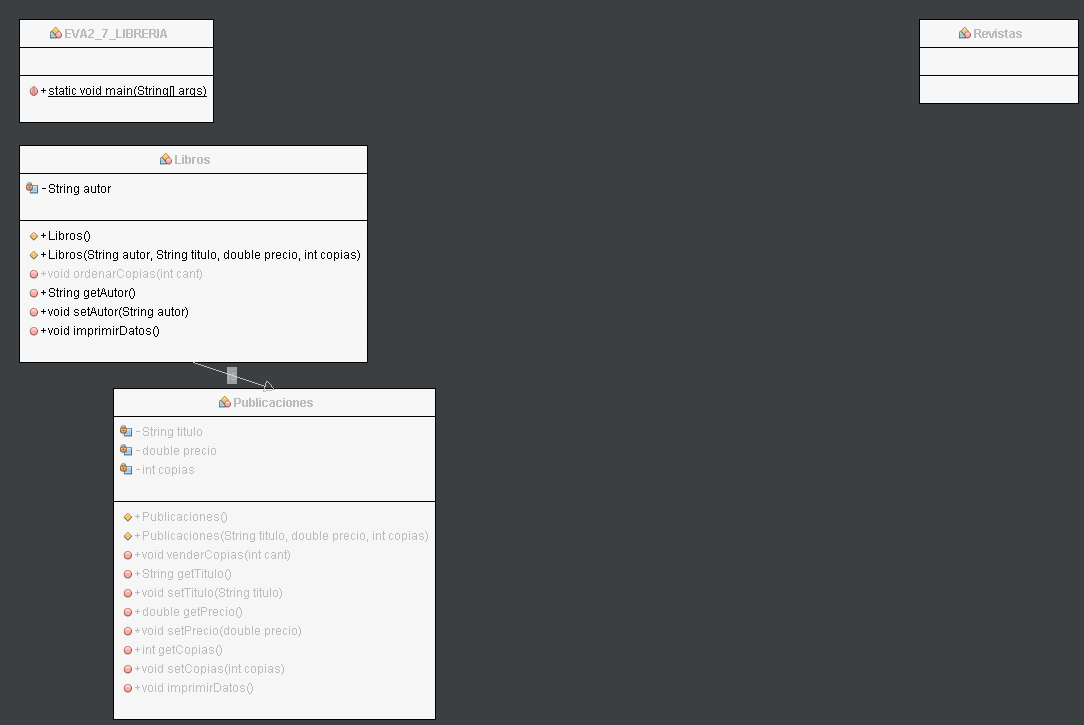 EVA2_7_LIBRERIA
+static void main(String[] args)
Revistas
Libros
-String autor
+Libros()
+Libros(String autor, String titulo, double precio, int copias)
+void ordenarCopias(int cant)
+String getAutor()
+void setAutor(String autor)
+void imprimirDatos()
Publicaciones
-String titulo
-double precio
-int copias
+Publicaciones()
+Publicaciones(String titulo, double precio, int copias)
+void venderCopias(int cant)
+String getTitulo()
+void setTitulo(String titulo)
+double getPrecio()
+void setPrecio(double precio)
+int getCopias()
+void setCopias(int copias)
+void imprimirDatos()